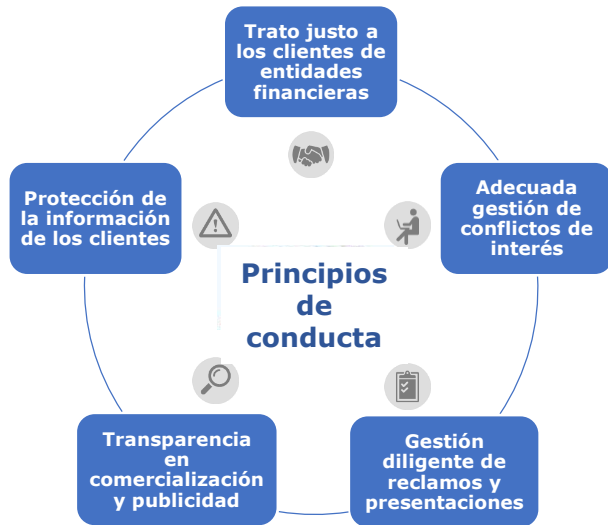 Trato justo a
los clientes de
entidades
financieras
Protección de
la información
de los clientes
Adecuada
gestión de
conflictos de
interés
Principios
de
conducta
Transparencia
en
comercialización
y publicidad
Gestión
diligente de
reclamos y
presentaciones